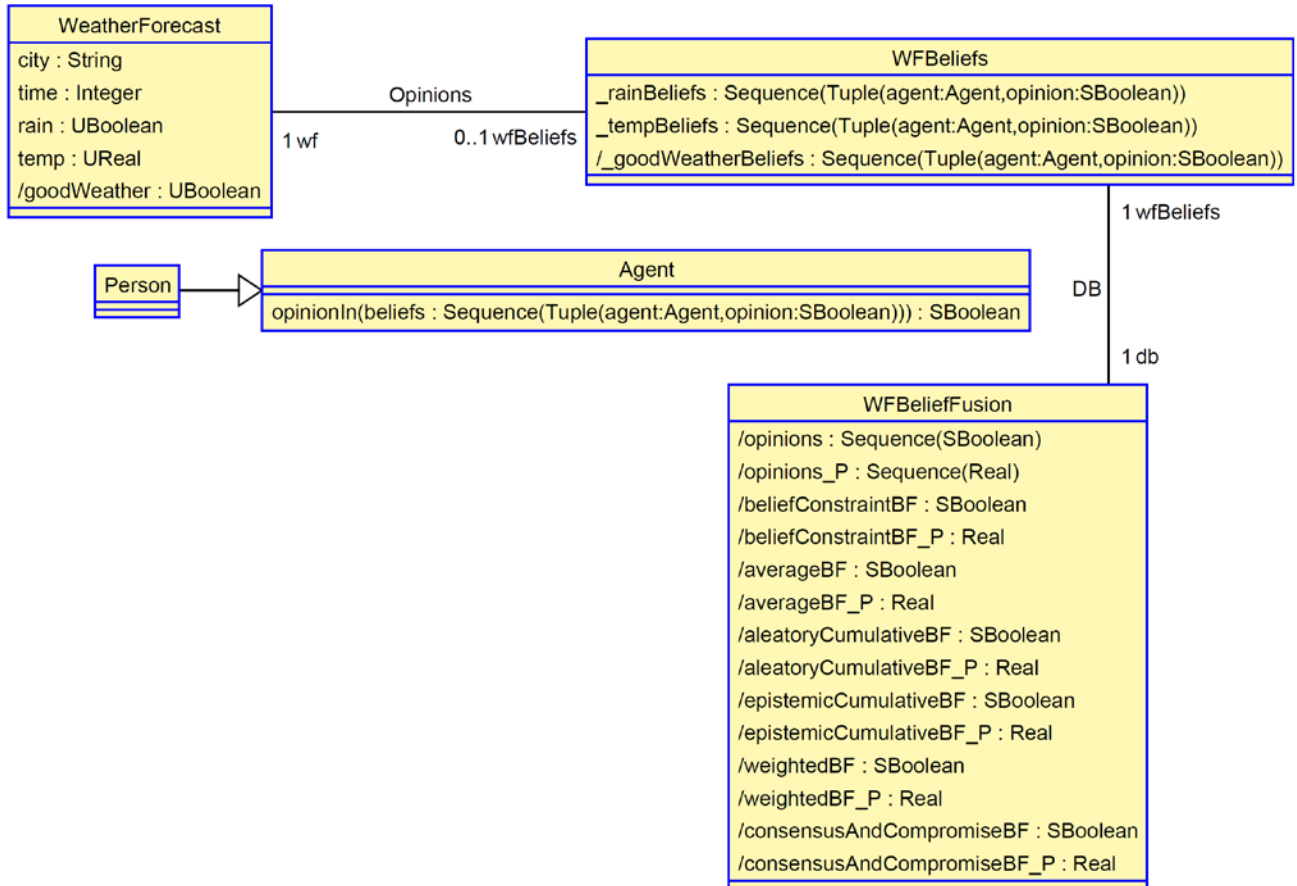 WeatherForecast
city : String
time : Integer
rain : UBoolean
temp : UReal
/goodWeather : UBoolean
Opinions
1 wf
0..1 wfBeliefs
WFBeliefs
_rainBeliefs : Sequence(Tuple(agent:Agent,opinion:SBoolean))
_tempBeliefs : Sequence(Tuple(agent:Agent,opinion:SBoolean))
/_goodWeatherBeliefs : Sequence(Tuple(agent:Agent,opinion:SBoolean))
1 wfBeliefs
DB
1 db
Person
Agent
opinionIn(beliefs : Sequence(Tuple(agent:Agent,opinion:SBoolean))) : SBoolean
WFBeliefFusion
/opinions : Sequence(SBoolean)
/opinions_P : Sequence(Real)
/beliefConstraintBF : SBoolean
/beliefConstraintBF_P : Real
/averageBF : SBoolean
/averageBF_P : Real
/aleatoryCumulativeBF : SBoolean
/aleatoryCumulativeBF_P : Real
/epistemicCumulativeBF : SBoolean
/epistemicCumulativeBF_P : Real
/weightedBF : SBoolean
/weightedBF_P : Real
/consensusAndCompromiseBF : SBoolean
/consensusAndCompromiseBF_P : Real